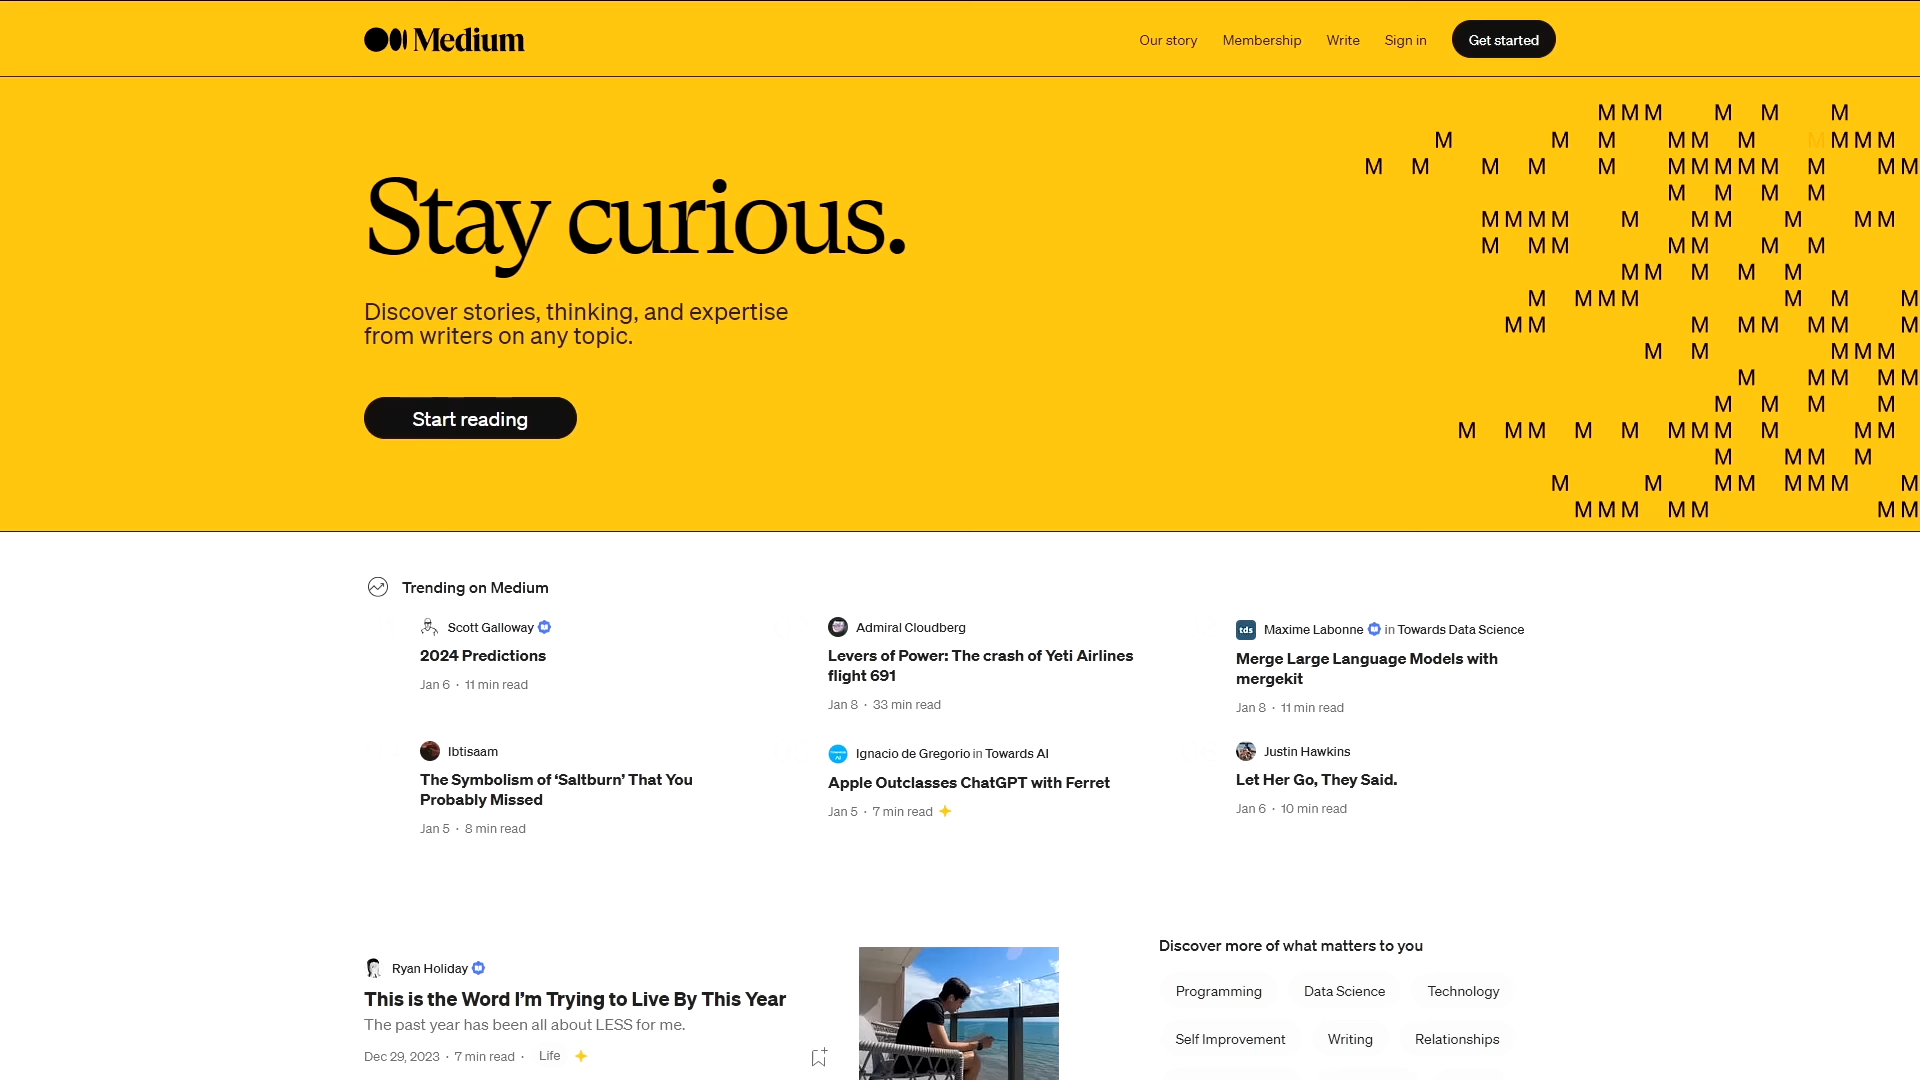 Medium
Our story
Membership
Write
Sign in
Get started
M M M M M M
M M M M M M M M M M
M M M M M M M M M M M M M
M M M M
M M M M M M M M M M
M M M M M M M
M M M M M
M M M M M M M
M M M M M M M M
M M M M M
M M M M M
M M M M
M M M M M M M M M M M
M M M M
M M M M M M M M
M M M M M M M
Stay curious.
Discover stories, thinking, and expertise
from writers on any topic.
Start reading
Trending on Medium
Scott Galloway
2024 Predictions
Jan 6 · 11 min read
Admiral Cloudberg
Levers of Power: The crash of Yeti Airlines
flight 691
Jan 8 · 33 min read
tds
Maxime Labonne in Towards Data Science
Merge Large Language Models with
mergekit
Jan 8 · 11 min read
Ibtisaam
The Symbolism of ‘Saltburn’ That You
Probably Missed
Jan 5 · 8 min read
Ignacio de Gregorio in Towards AI
Apple Outclasses ChatGPT with Ferret
Jan 5 · 7 min read
Justin Hawkins
Let Her Go, They Said.
Jan 6 · 10 min read
Ryan Holiday
This is the Word I’m Trying to Live By This Year
The past year has been all about LESS for me.
Dec 29, 2023 · 7 min read · Life
Discover more of what matters to you
Programming
Data Science
Technology
Self Improvement
Writing
Relationships